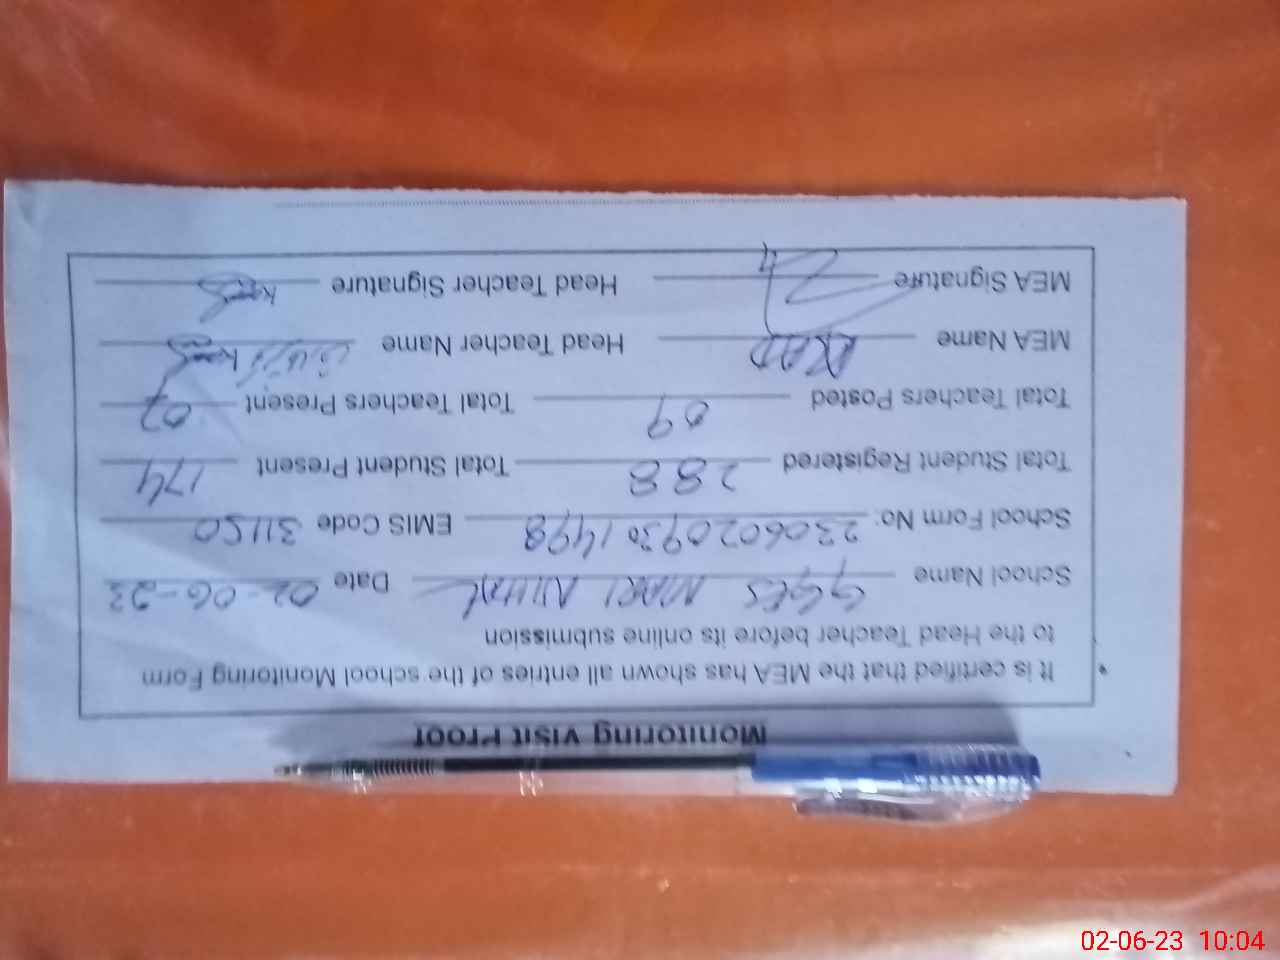 Monitoring Visit Proof
* It is certified that the MEA has shown all entries of the school Monitoring Form
to the Head Teacher before its online submission
School Name GGES MARI NIHAL Date 02-06-23
School Form No: 23060209301498 EMIS Code 31150
Total Student Registered 288 Total Student Present 174
Total Teachers Posted 09 Total Teachers Present 07
MEA Name Head Teacher Name
MEA Signature Head Teacher Signature
02-06-23 10:04